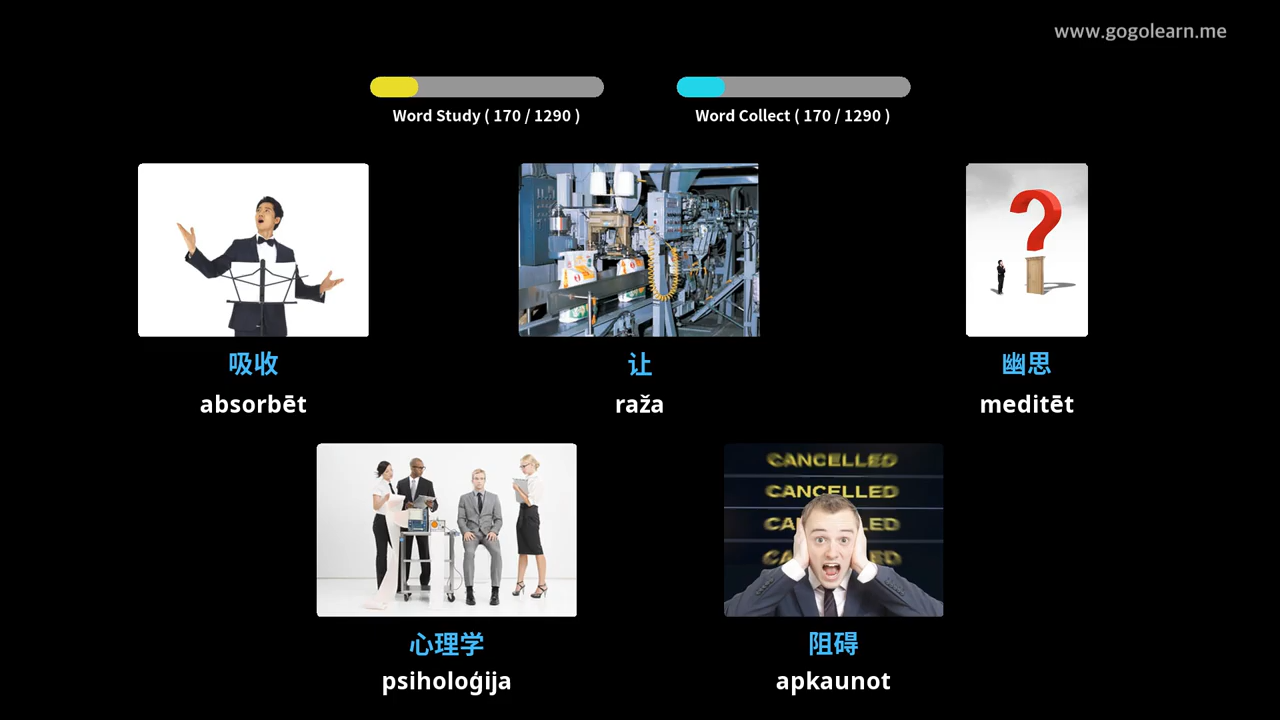 www.gogolearn.me
Word Study ( 170 / 1290 )
Word Collect ( 170 / 1290 )
吸收
absorbēt
让
raža
幽思
meditēt
CANCELLED
CANCELLED
心理学
psiholoģija
阻碍
apkaunot